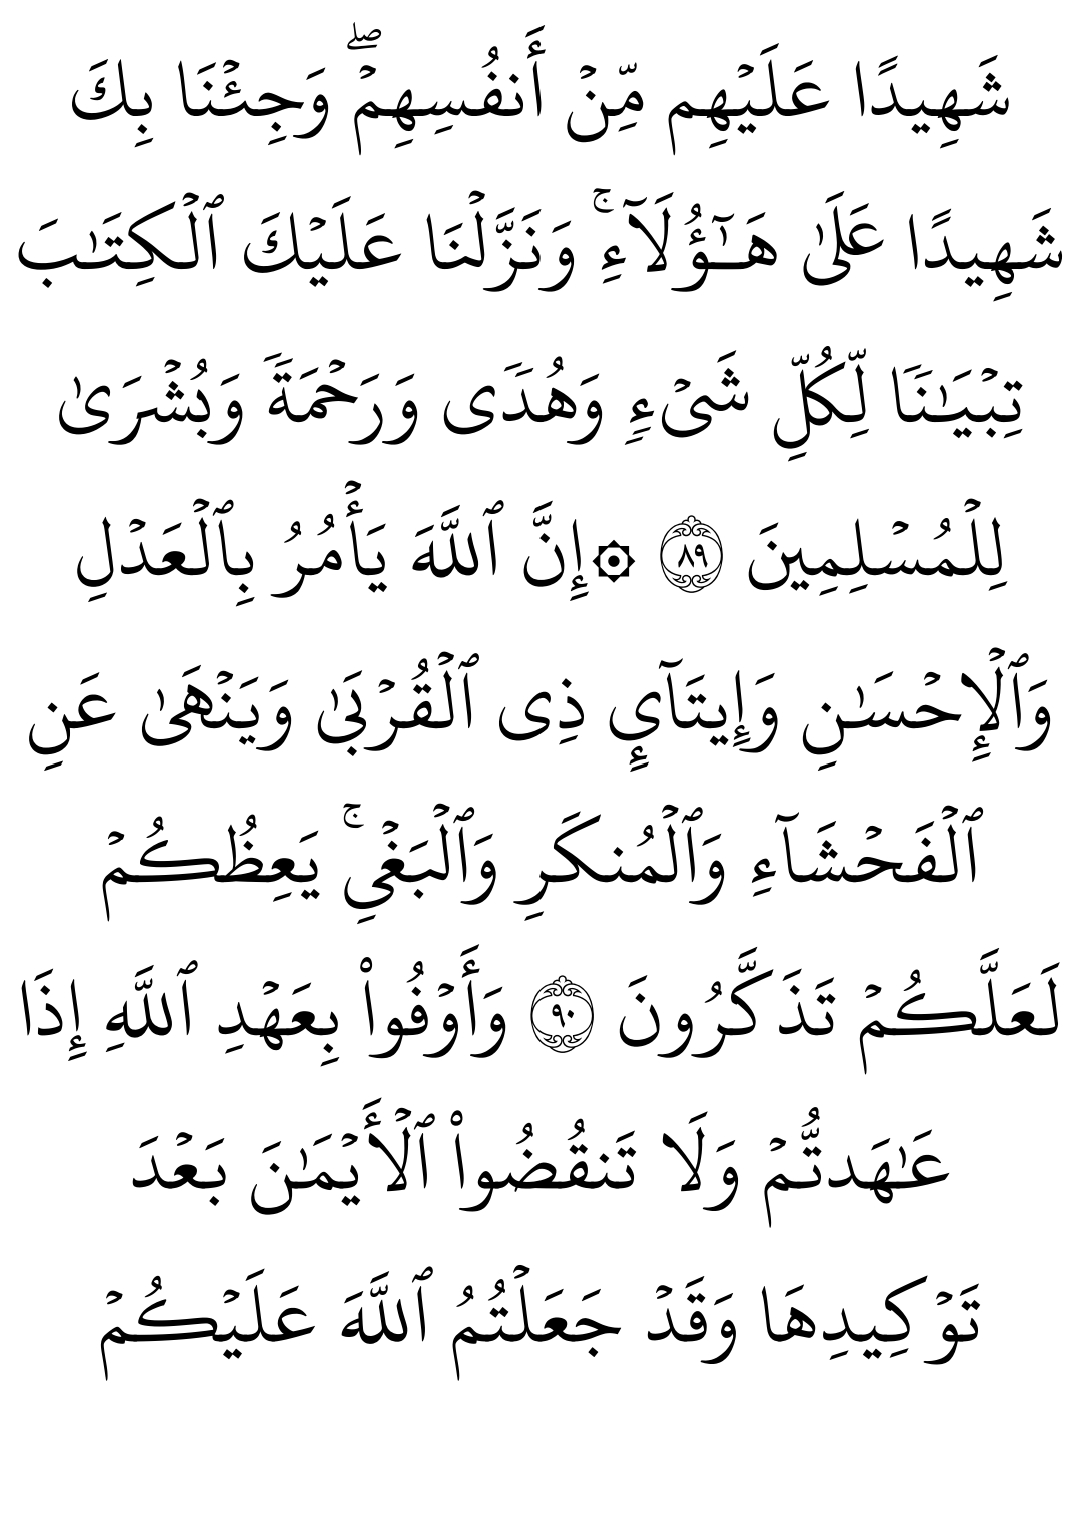 شَهِيدًا عَلَيۡهِم مِّنۡ أَنفُسِهِمۡۖ وَجِئۡنَا بِكَ
شَهِيدًا عَلَىٰ هَـٰٓؤُلَآءِۚ وَنَزَّلۡنَا عَلَيۡكَ ٱلۡكِتَـٰبَ
تِبۡيَـٰنٗا لِّكُلِّ شَىۡءٖ وَهُدٗى وَرَحۡمَةٗ وَبُشۡرَىٰ
لِلۡمُسۡلِمِينَ ٨٩ ۞إِنَّ ٱللَّهَ يَأۡمُرُ بِٱلۡعَدۡلِ
وَٱلۡإِحۡسَـٰنِ وَإِيتَآىِٕ ذِى ٱلۡقُرۡبَىٰ وَيَنۡهَىٰ عَنِ
ٱلۡفَحۡشَآءِ وَٱلۡمُنكَرِ وَٱلۡبَغۡىِۚ يَعِظُكُمۡ
لَعَلَّكُمۡ تَذَكَّرُونَ ٩٠ وَأَوۡفُوا۟ بِعَهۡدِ ٱللَّهِ إِذَا
عَـٰهَدتُّمۡ وَلَا تَنقُضُوا۟ ٱلۡأَيۡمَـٰنَ بَعۡدَ
تَوۡكِيدِهَا وَقَدۡ جَعَلۡتُمُ ٱللَّهَ عَلَيۡكُمۡ